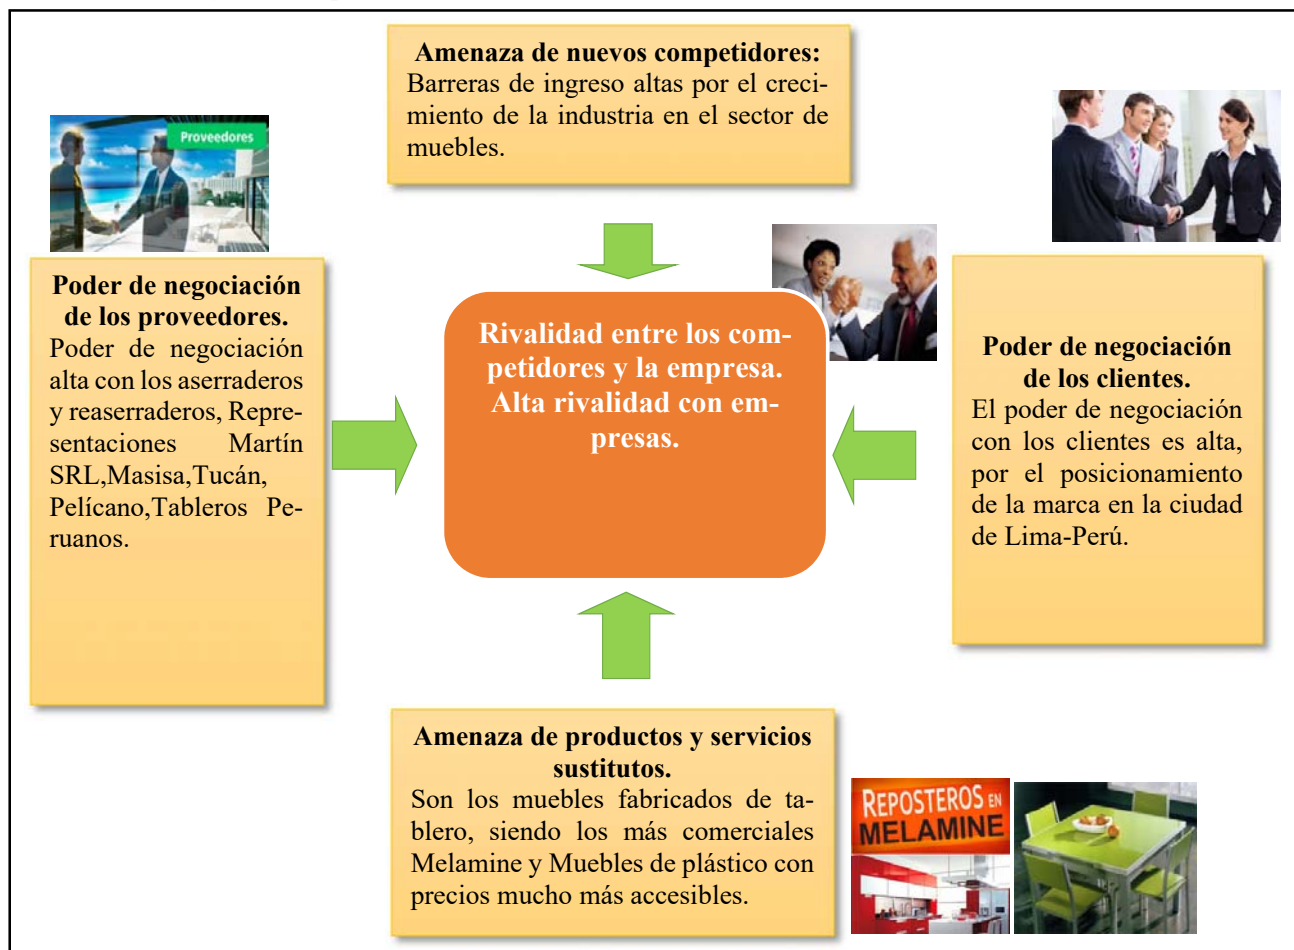 Amenaza de nuevos competidores:
Barreras de ingreso altas por el creci-
miento de la industria en el sector de
muebles.
Proveedores
Poder de negociación
de los proveedores.
Poder de negociación
alta con los aserraderos
y reaserraderos, Repre-
sentaciones Martín
SRL,Masisa,Tucán,
Pelícano,Tableros Pe-
ruanos.
Rivalidad entre los com-
petidores y la empresa.
Alta rivalidad con em-
presas.
Poder de negociación
de los clientes.
El poder de negociación
con los clientes es alta,
por el posicionamiento
de la marca en la ciudad
de Lima-Perú.
Amenaza de productos y servicios
sustitutos.
Son los muebles fabricados de ta-
blero, siendo los más comerciales
Melamine y Muebles de plástico con
precios mucho más accesibles.
REPOSTEROS EN
MELAMINE